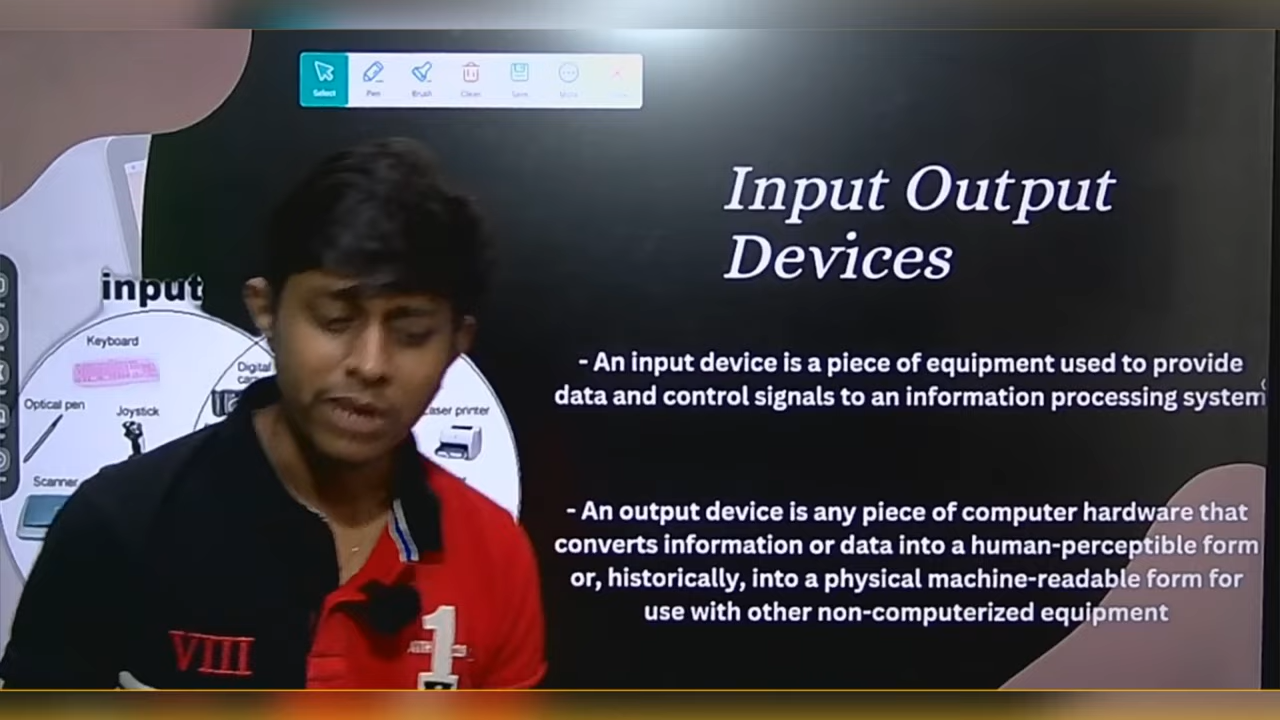 Select
Pen
Brush
Clean
Save
More
Input Output
Devices
input
Keyboard
Digital
Optical pen
Joystick
Laser printer
Scanner
- An input device is a piece of equipment used to provide
data and control signals to an information processing system
- An output device is any piece of computer hardware that
converts information or data into a human-perceptible form
or, historically, into a physical machine-readable form for
use with other non-computerized equipment
VIII
1